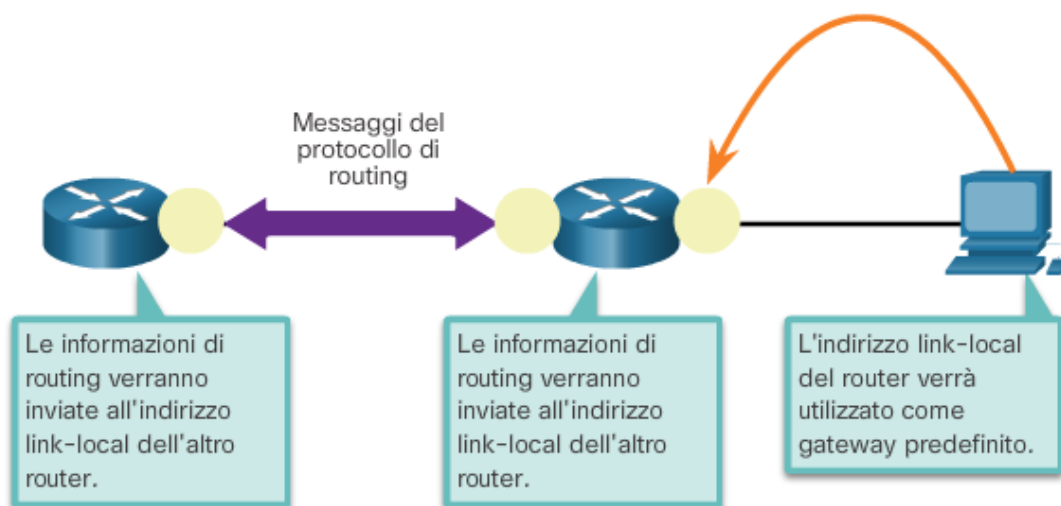 Messaggi del
protocollo di
routing
Le informazioni di
routing verranno
inviate all'indirizzo
link-local dell'altro
router.
Le informazioni di
routing verranno
inviate all'indirizzo
link-local dell'altro
router.
L'indirizzo link-local
del router verrà
utilizzato come
gateway predefinito.